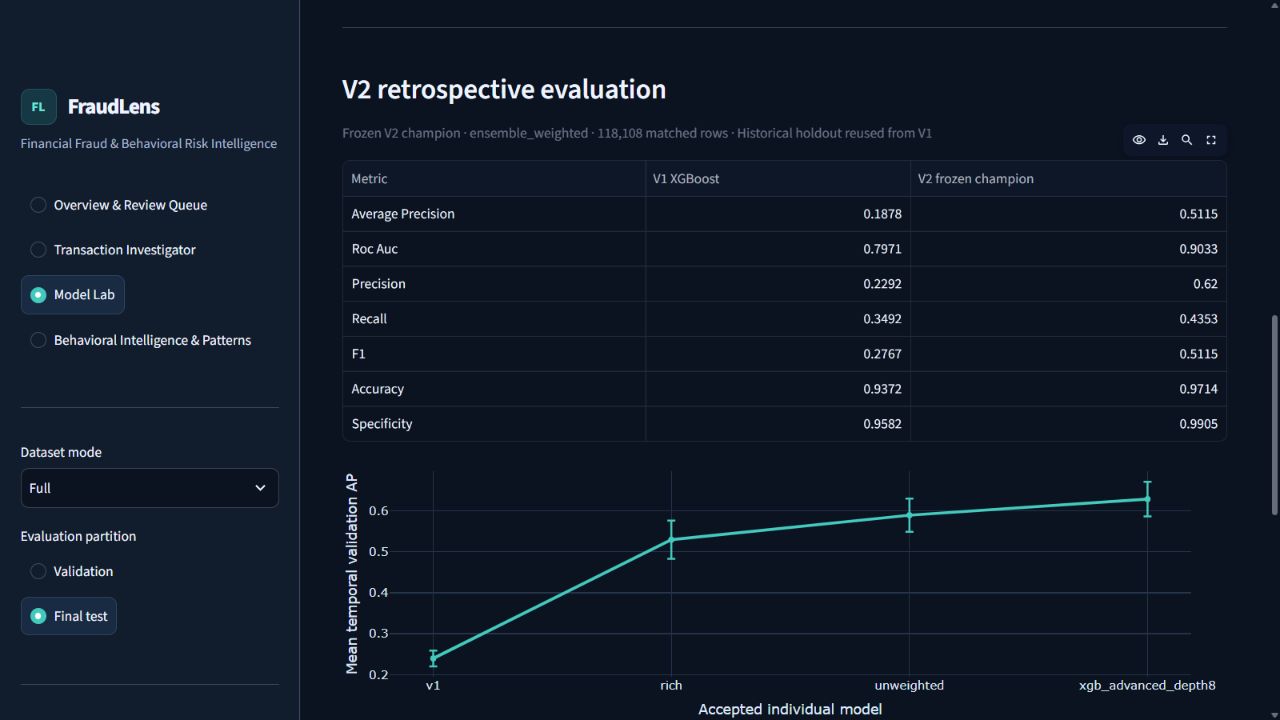 FL FraudLens
Financial Fraud & Behavioral Risk Intelligence
Overview & Review Queue
Transaction Investigator
Model Lab
Behavioral Intelligence & Patterns
Dataset mode
Full
Evaluation partition
Validation
Final test
V2 retrospective evaluation
Frozen V2 champion · ensemble_weighted · 118,108 matched rows · Historical holdout reused from V1
Metric V1 XGBoost V2 frozen champion
Average Precision 0.1878 0.5115
Roc Auc 0.7971 0.9033
Precision 0.2292 0.62
Recall 0.3492 0.4353
F1 0.2767 0.5115
Accuracy 0.9372 0.9714
Specificity 0.9582 0.9905
Mean temporal validation AP
0.6
0.5
0.4
0.3
0.2
v1 rich unweighted xgb_advanced_depth8
Accepted individual model